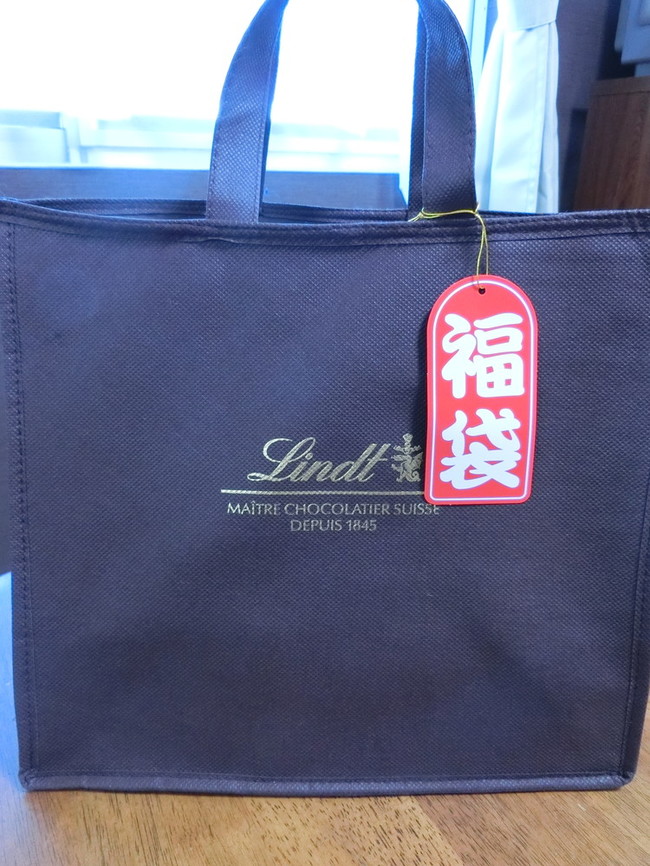 福袋
Lindt
MAÎTRE CHOCOLATIER SUISSE
DEPUIS 1845